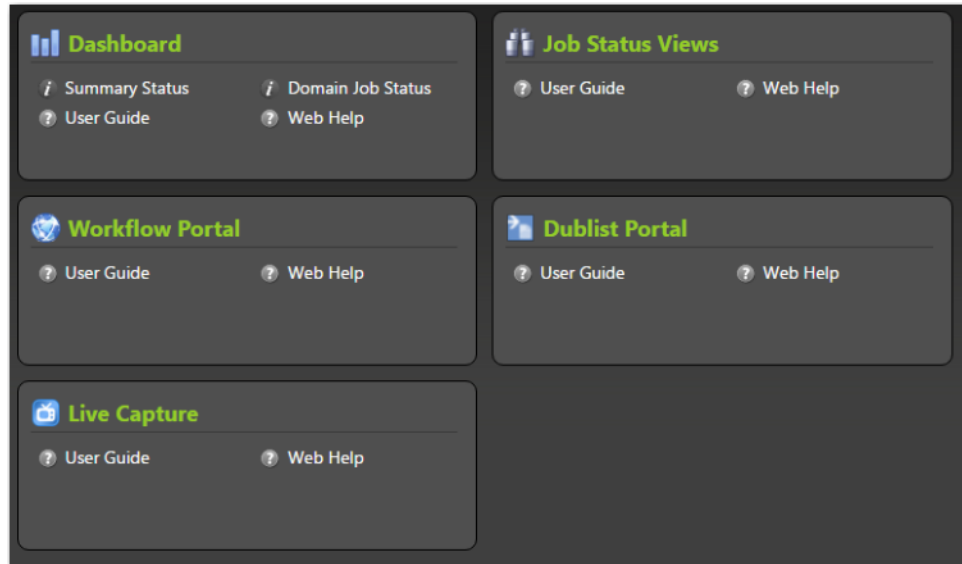 Dashboard
Summary Status
Domain Job Status
User Guide
Web Help
Job Status Views
User Guide
Web Help
Workflow Portal
User Guide
Web Help
Dublist Portal
User Guide
Web Help
Live Capture
User Guide
Web Help